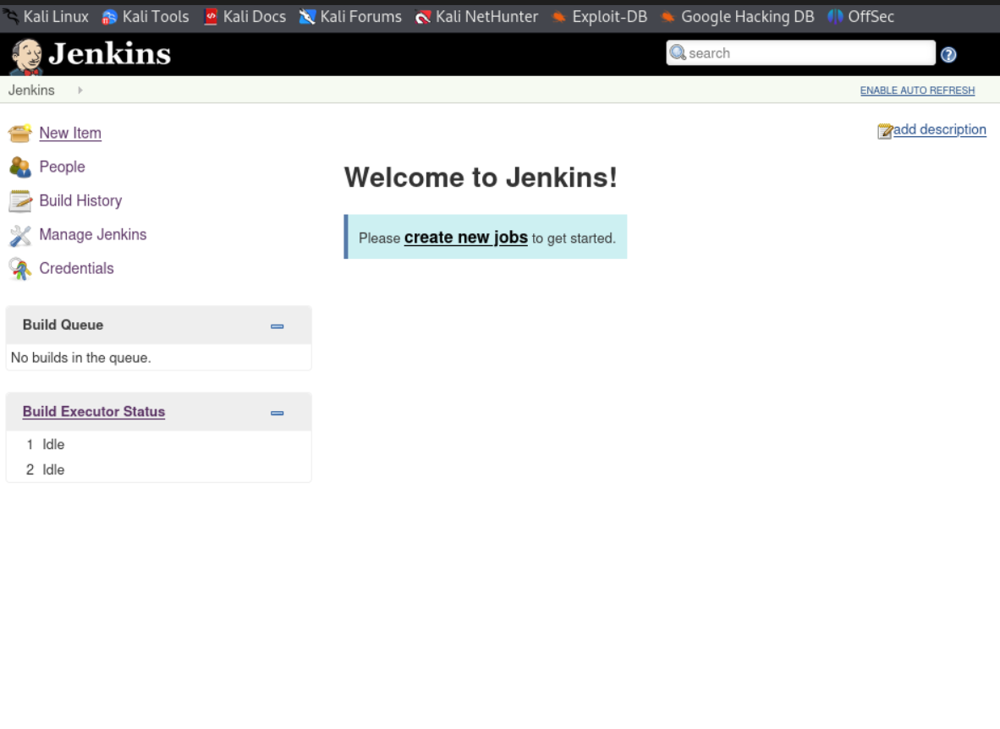 Kali Linux Kali Tools Kali Docs Kali Forums Kali NetHunter Exploit-DB Google Hacking DB OffSec
Jenkins search
Jenkins ENABLE AUTO REFRESH
New Item
add description
People
Build History
Manage Jenkins
Credentials
Welcome to Jenkins!
Please create new jobs to get started.
Build Queue
No builds in the queue.
Build Executor Status
1 Idle
2 Idle